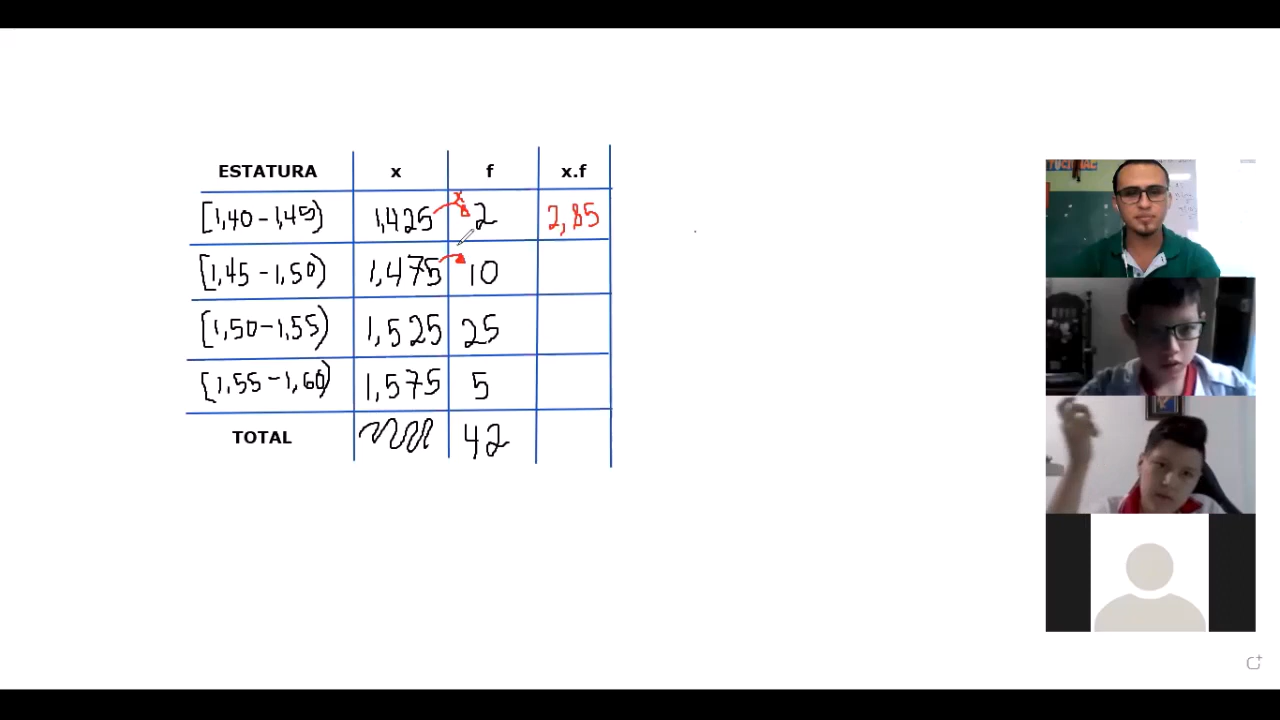 ESTATURA x f x.f
[1,40 - 1,45) 1,425 x 2 2,85
[1,45 - 1,50) 1,475 10
[1,50 - 1,55) 1,525 25
[1,55 - 1,60) 1,575 5
TOTAL 42